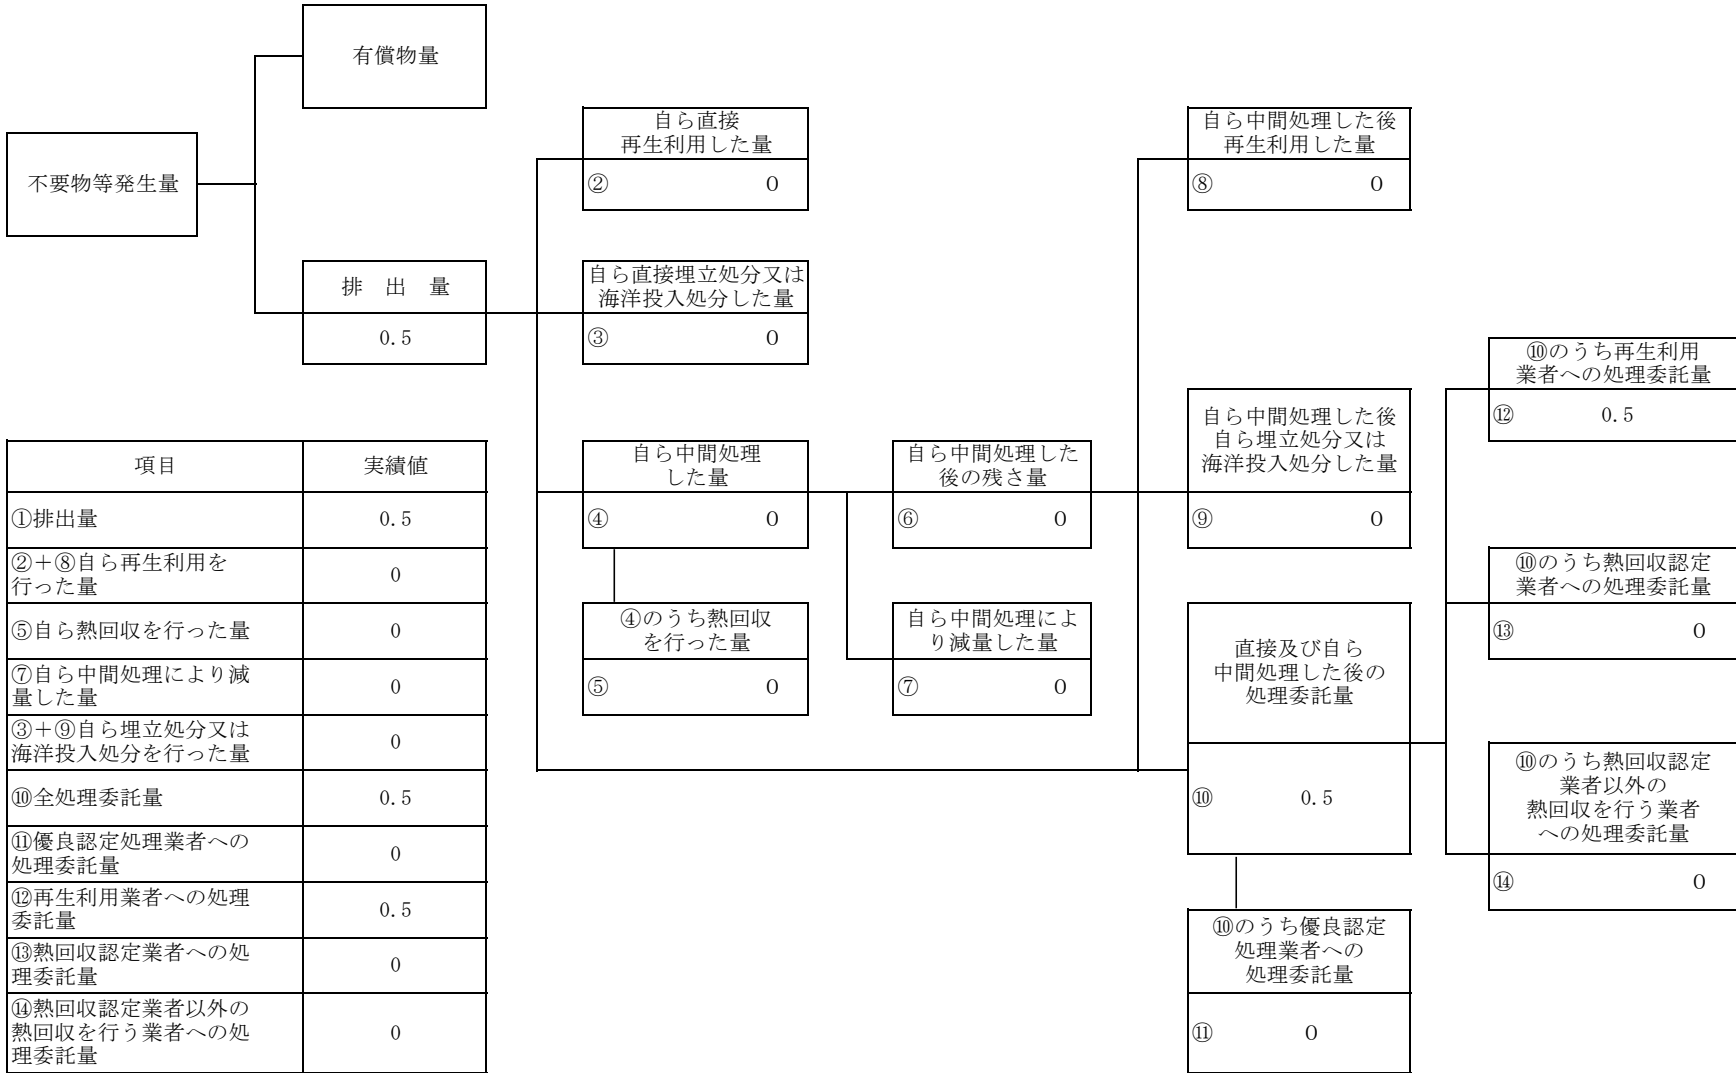 有償物量
不要物等発生量
排　出　量
0.5
自ら直接
再生利用した量
② 0
自ら直接埋立処分又は
海洋投入処分した量
③ 0
自ら中間処理
した量
④ 0
④のうち熱回収
を行った量
⑤ 0
自ら中間処理した
後の残さ量
⑥ 0
自ら中間処理によ
り減量した量
⑦ 0
自ら中間処理した後
再生利用した量
⑧ 0
自ら中間処理した後
自ら埋立処分又は
海洋投入処分した量
⑨ 0
直接及び自ら
中間処理した後の
処理委託量
⑩ 0.5
⑩のうち優良認定
処理業者への
処理委託量
⑪ 0
⑩のうち再生利用
業者への処理委託量
⑫ 0.5
⑩のうち熱回収認定
業者への処理委託量
⑬ 0
⑩のうち熱回収認定
業者以外の
熱回収を行う業者
への処理委託量
⑭ 0
項目 実績値
①排出量 0.5
②＋⑧自ら再生利用を
行った量 0
⑤自ら熱回収を行った量 0
⑦自ら中間処理により減
量した量 0
③＋⑨自ら埋立処分又は
海洋投入処分を行った量 0
⑩全処理委託量 0.5
⑪優良認定処理業者への
処理委託量 0
⑫再生利用業者への処理
委託量 0.5
⑬熱回収認定業者への処
理委託量 0
⑭熱回収認定業者以外の
熱回収を行う業者への処
理委託量 0